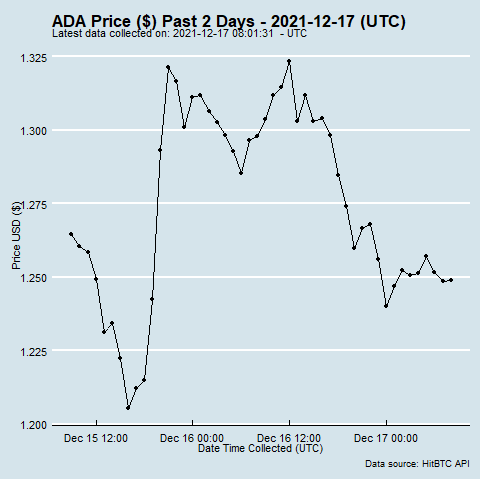 ADA Price ($) Past 2 Days - 2021-12-17 (UTC)
Latest data collected on: 2021-12-17 08:01:31 - UTC
1.325
1.300
1.275
1.250
1.225
1.200
Price USD ($)
Dec 15 12:00 Dec 16 00:00 Dec 16 12:00 Dec 17 00:00
Date Time Collected (UTC)
Data source: HitBTC API